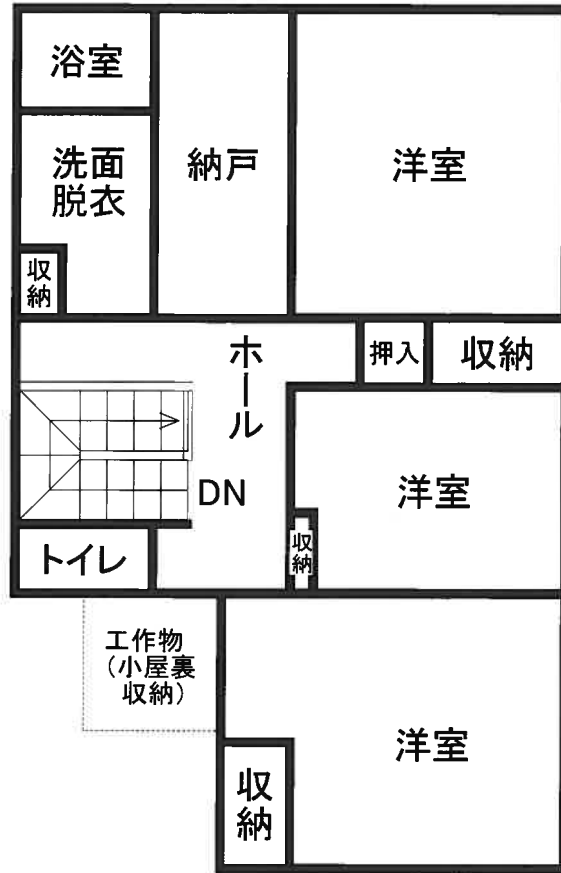 浴室
洗面
脱衣
納戸
洋室
収
納
ホール
押入
収納
DN
洋室
収
納
トイレ
工作物
（小屋裏
収納）
洋室
収
納